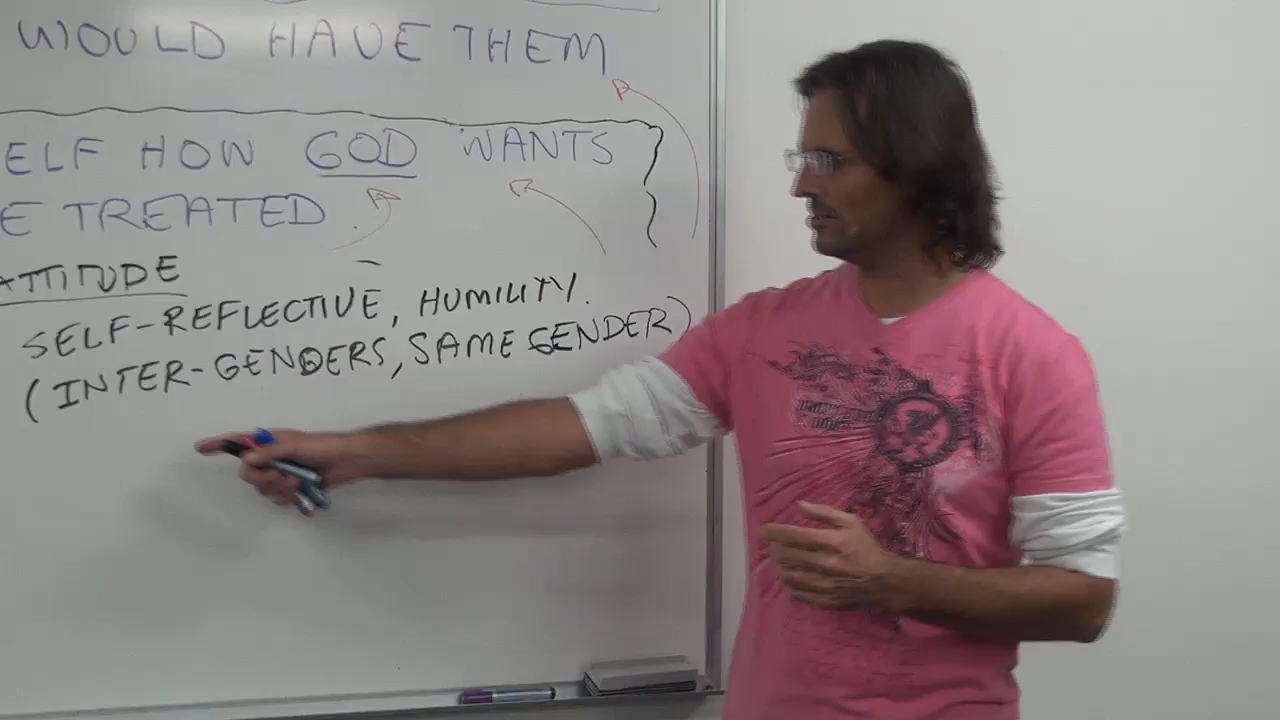 WOULD HAVE THEM
ELF HOW GOD WANTS
E TREATED.
ATTITUDE
SELF-REFLECTIVE, HUMILITY.
(INTER-GENDERS, SAME GENDER)